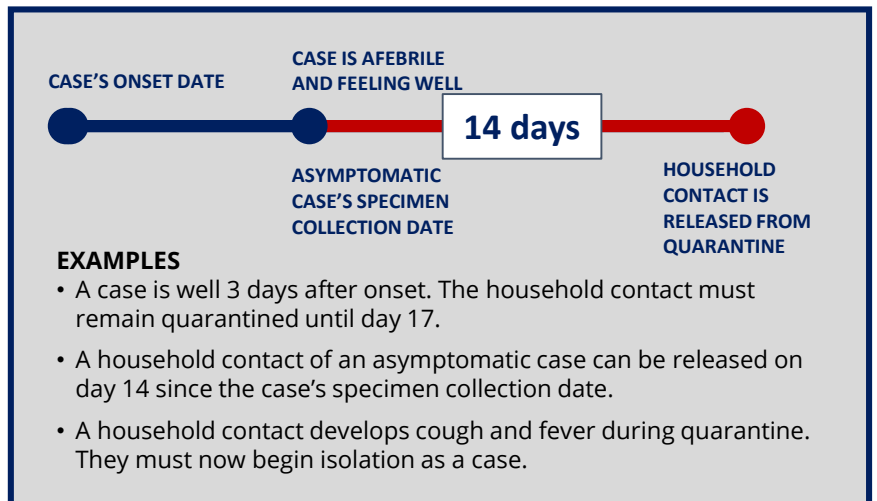 CASE'S ONSET DATE
CASE IS AFEBRILE
AND FEELING WELL
14 days
ASYMPTOMATIC
CASE'S SPECIMEN
COLLECTION DATE
HOUSEHOLD
CONTACT IS
RELEASED FROM
QUARANTINE
EXAMPLES
• A case is well 3 days after onset. The household contact must
remain quarantined until day 17.
• A household contact of an asymptomatic case can be released on
day 14 since the case's specimen collection date.
• A household contact develops cough and fever during quarantine.
They must now begin isolation as a case.